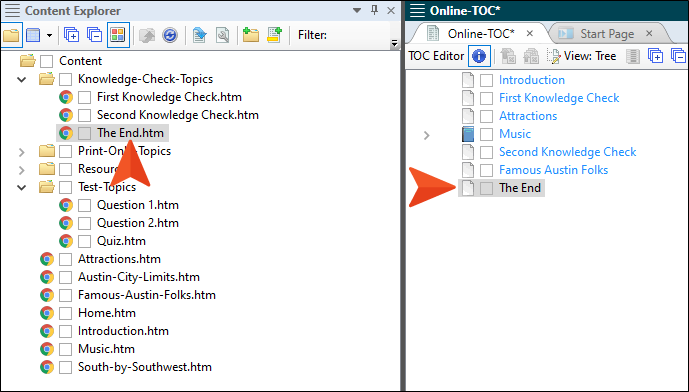 Content Explorer
Filter:
Content
Knowledge-Check-Topics
First Knowledge Check.htm
Second Knowledge Check.htm
The End.htm
Print-On Topics
Resour
Test-Topics
Question 1.htm
Question 2.htm
Quiz.htm
Attractions.htm
Austin-City-Limits.htm
Famous-Austin-Folks.htm
Home.htm
Introduction.htm
Music.htm
South-by-Southwest.htm
Online-TOC*
Online-TOC* Start Page
TOC Editor View: Tree
Introduction
First Knowledge Check
Attractions
Music
Second Knowledge Check
Famous Austin Folks
The End